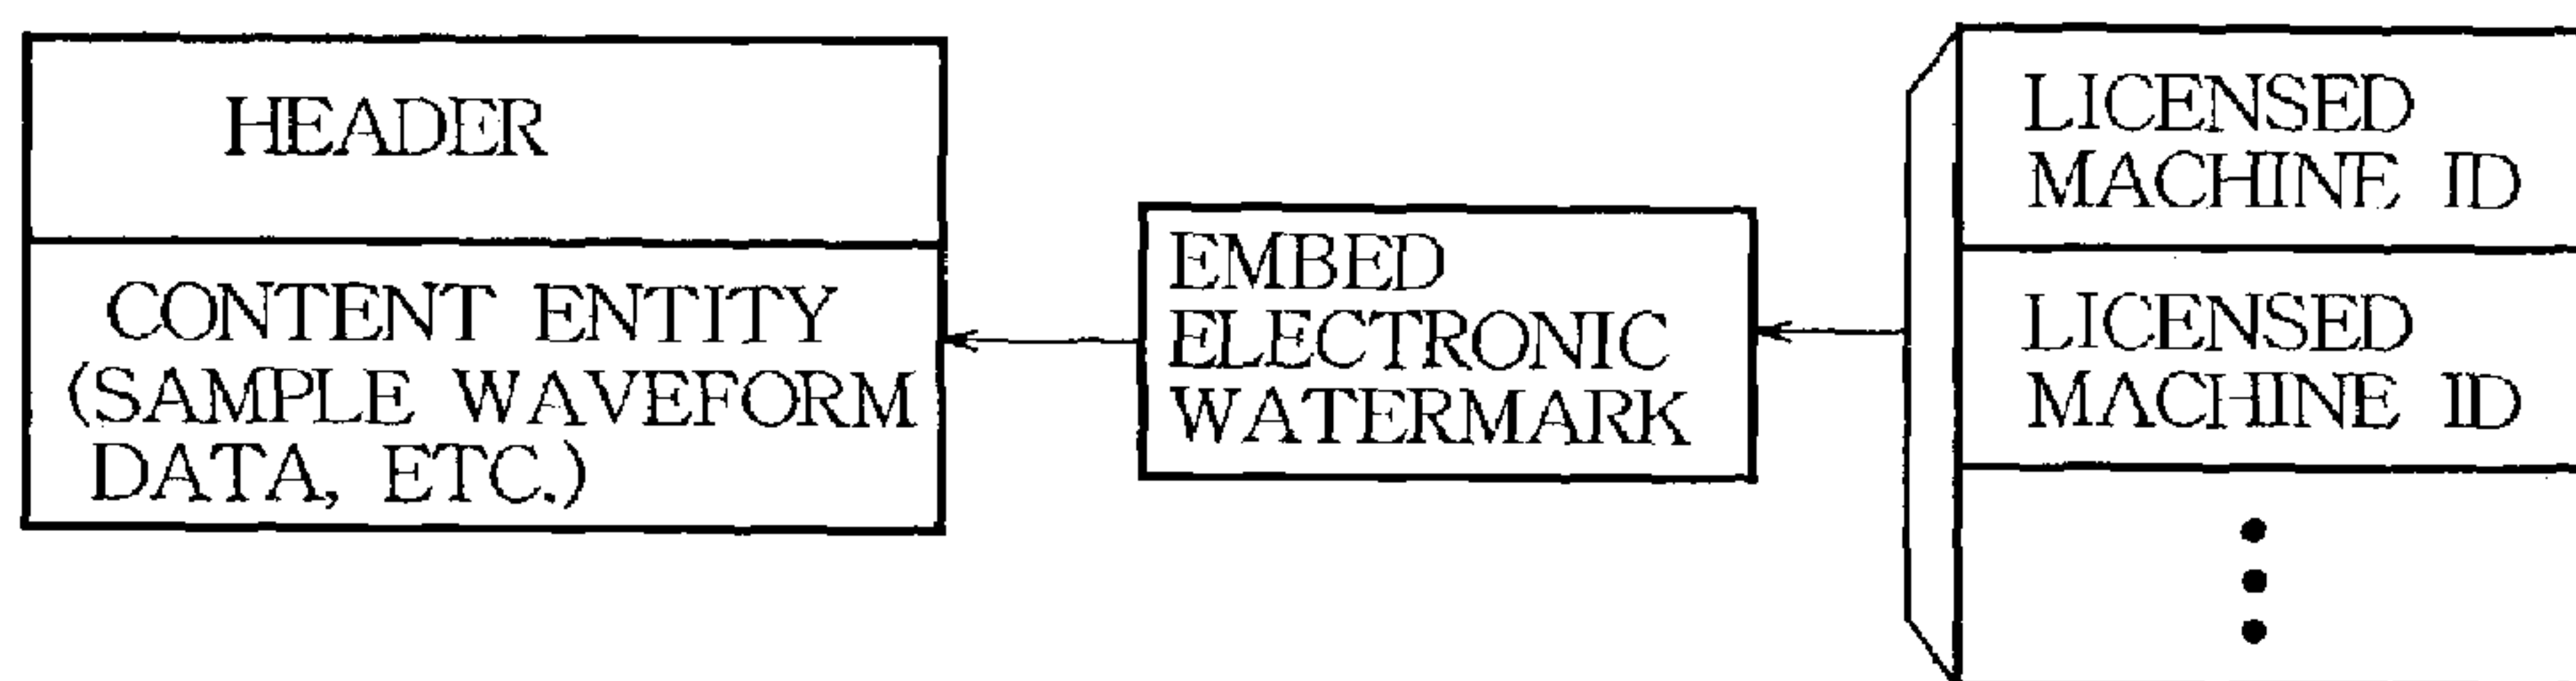 HEADER
CONTENT ENTITY
(SAMPLE WAVEFORM
DATA, ETC.)
EMBED
ELECTRONIC
WATERMARK
LICENSED
MACHINE ID
LICENSED
MACHINE ID